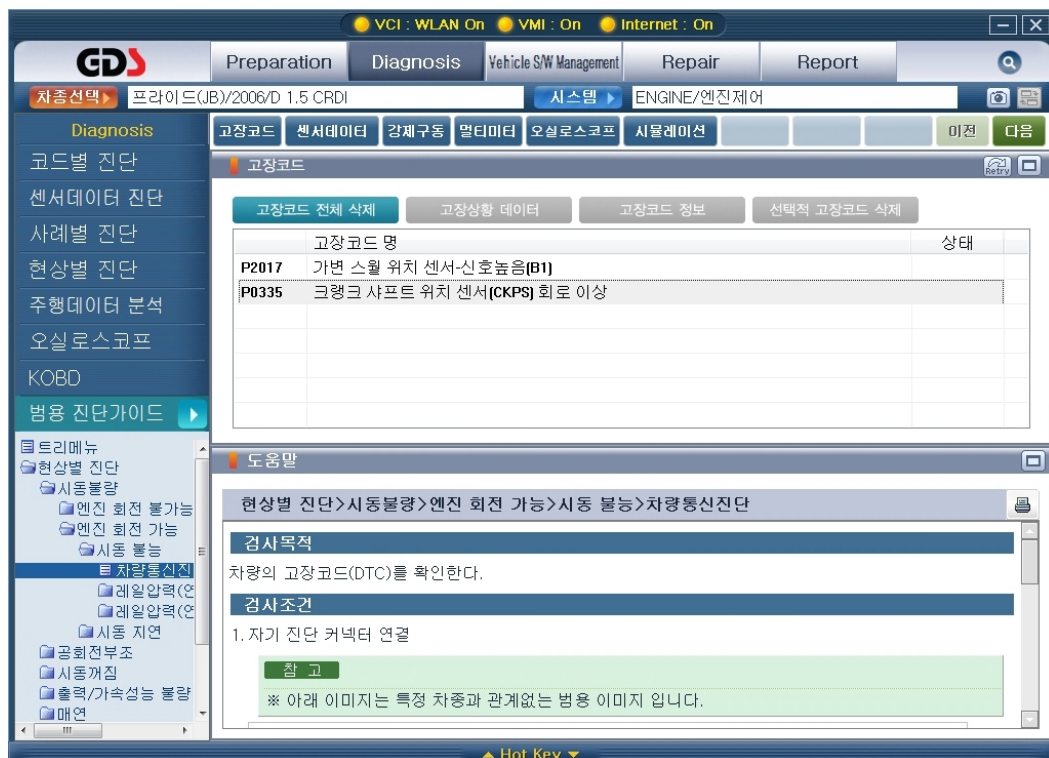 VCI : WLAN On VMI : On Internet : On
GDS Preparation Diagnosis Vehicle S/W Management Repair Report
차종선택 프라이드(JB)/2006/D 1.5 CRDI 시스템 ENGINE/엔진제어
Diagnosis
고장코드 센서데이터 강제구동 멀티미터 오실로스코프 시뮬레이션 이전 다음
코드별 진단
센서데이터 진단
사례별 진단
현상별 진단
주행데이터 분석
오실로스코프
KOBD
범용 진단가이드
트리메뉴
현상별 진단
시동불량
엔진 회전 불가능
엔진 회전 가능
시동 불능
차량통신진
레일압력(연
레일압력(연
시동 지연
공회전부조
시동꺼짐
출력/가속성능 불량
매연
고장코드 Retry
고장코드 전체 삭제 고장상황 데이터 고장코드 정보 선택적 고장코드 삭제
고장코드 명 상태
P2017 가변 스월 위치 센서-신호높음(B1)
P0335 크랭크 샤프트 위치 센서(CKPS) 회로 이상
도움말
현상별 진단>시동불량>엔진 회전 가능>시동 불능>차량통신진단
검사목적
차량의 고장코드(DTC)를 확인한다.
검사조건
1. 자기 진단 커넥터 연결
참 고
※ 아래 이미지는 특정 차종과 관계없는 범용 이미지 입니다.
Hot Key